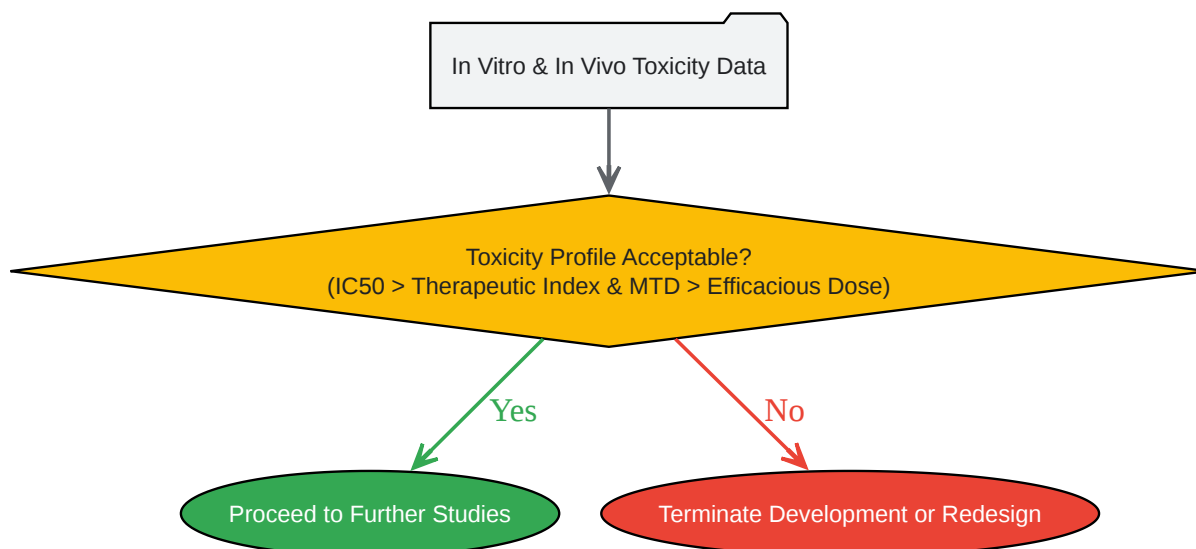 In Vitro & In Vivo Toxicity Data
Toxicity Profile Acceptable?
(IC50 > Therapeutic Index & MTD > Efficacious Dose)
Yes
No
Proceed to Further Studies
Terminate Development or Redesign